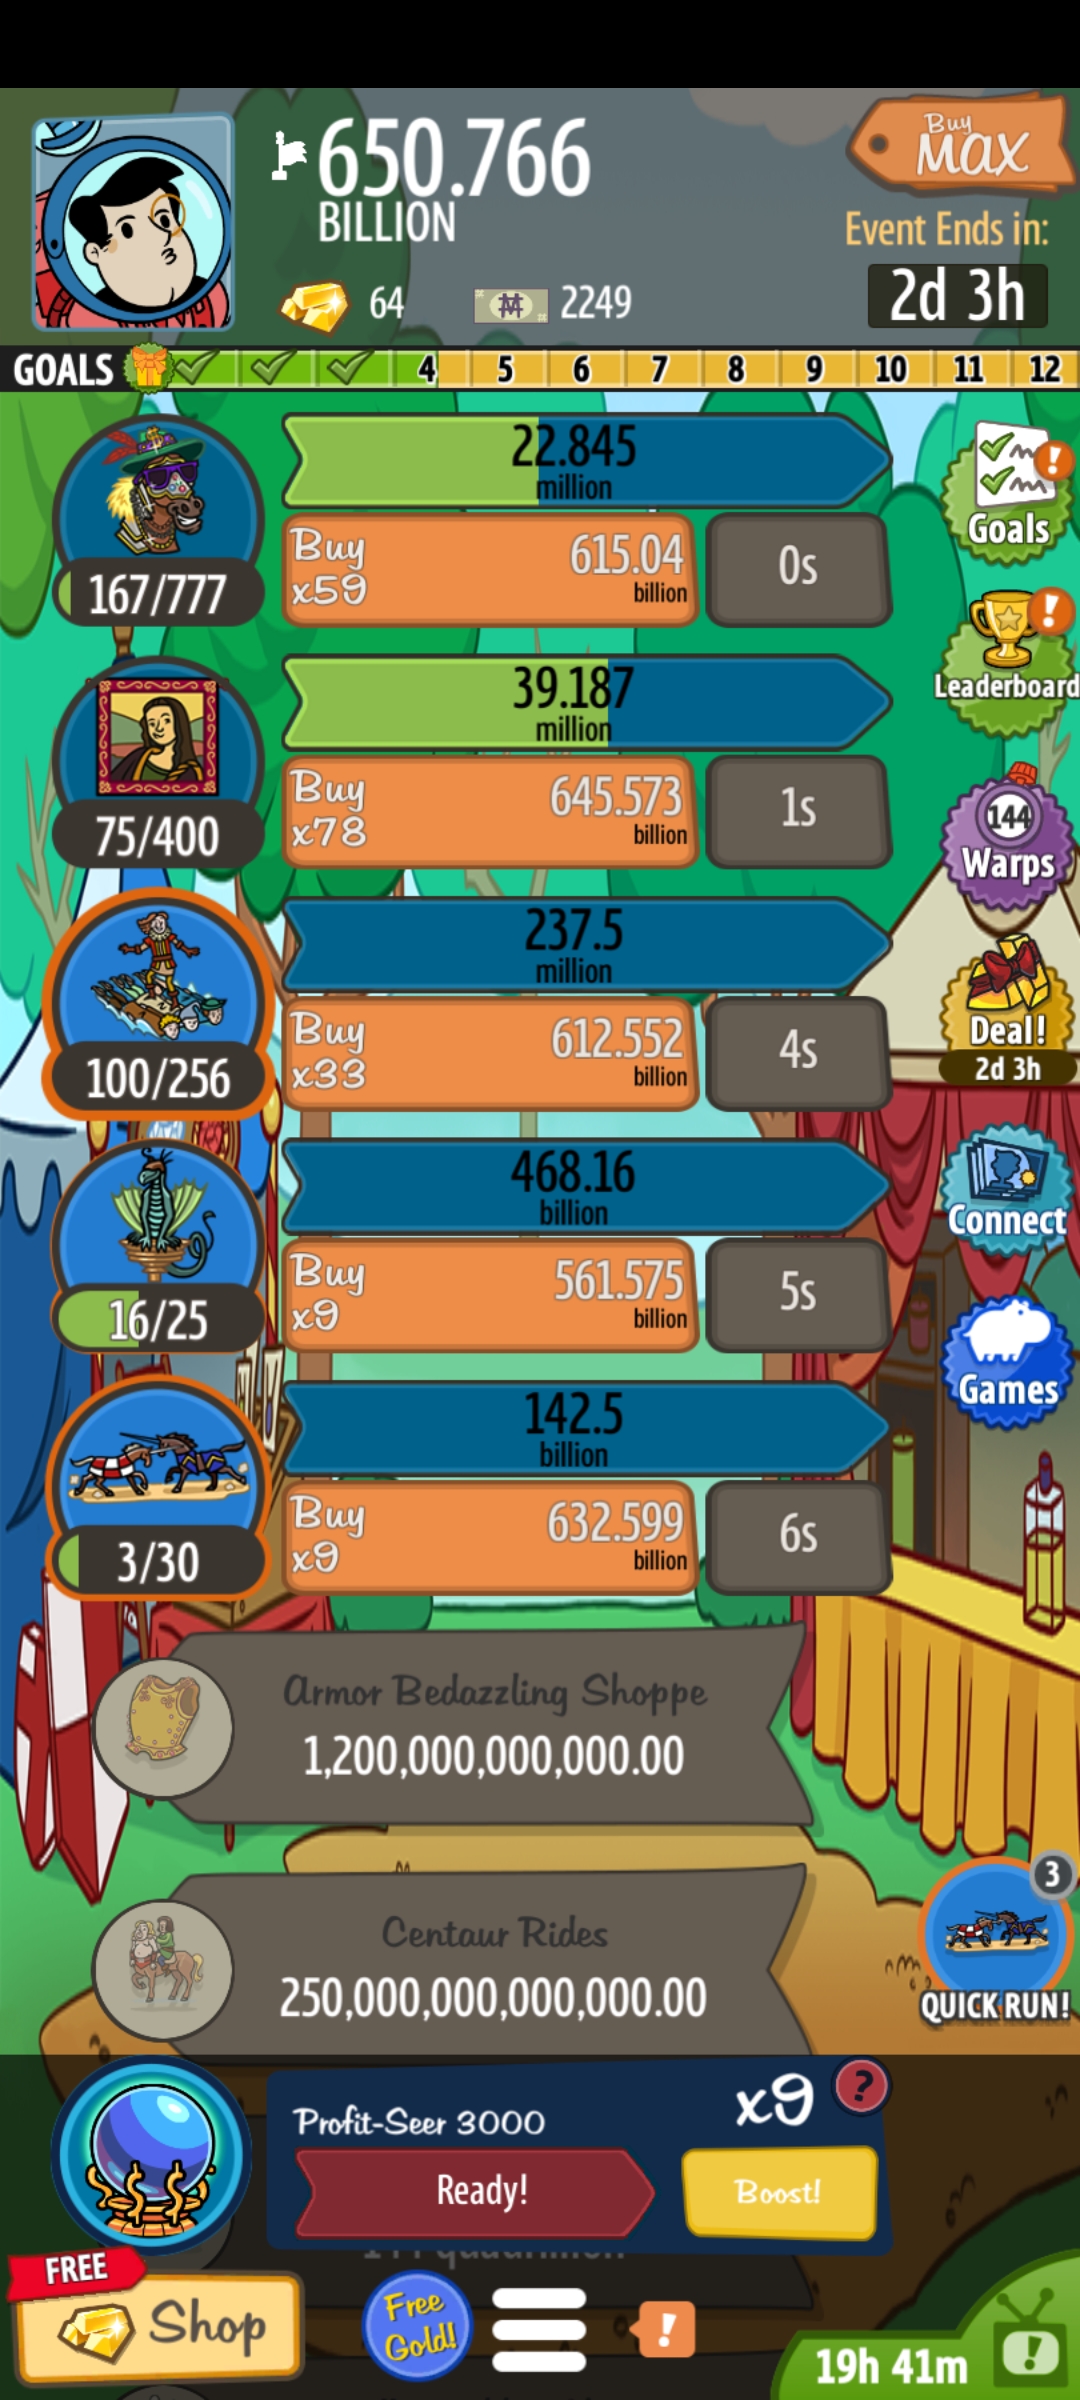 650.766
BILLION
64
2249
Buy
MAX
Event Ends in:
2d 3h
GOALS
4
5
6
7
8
9
10
11
12
22.845
million
Buy
x59
615.04
billion
0s
167/777
Goals
!
39.187
million
Buy
x78
645.573
billion
1s
75/400
Leaderboard
!
237.5
million
Buy
x33
612.552
billion
4s
100/256
144
Warps
Deal!
2d 3h
468.16
billion
Buy
x9
561.575
billion
5s
16/25
Connect
Games
142.5
billion
Buy
x9
632.599
billion
6s
3/30
Armor Bedazzling Shoppe
1,200,000,000,000.00
Centaur Rides
250,000,000,000,000.00
3
QUICK RUN!
Profit-Seer 3000
x9
?
Ready!
Boost!
FREE
Shop
Free
Gold!
!
19h 41m
!